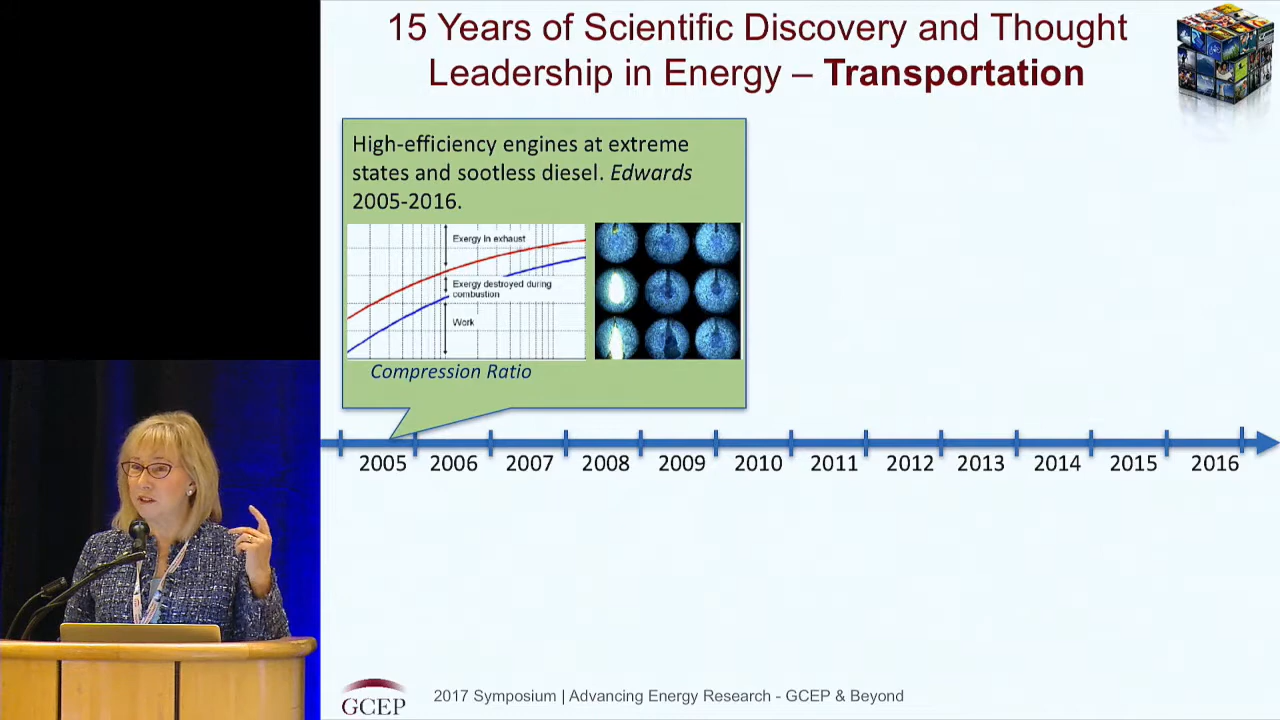 15 Years of Scientific Discovery and Thought
Leadership in Energy – Transportation
High-efficiency engines at extreme
states and sootless diesel. Edwards
2005-2016.
Exergy in exhaust
Exergy destroyed during
combustion
Work
Compression Ratio
2005 2006 2007 2008 2009 2010 2011 2012 2013 2014 2015 2016
GCEP
2017 Symposium | Advancing Energy Research - GCEP & Beyond